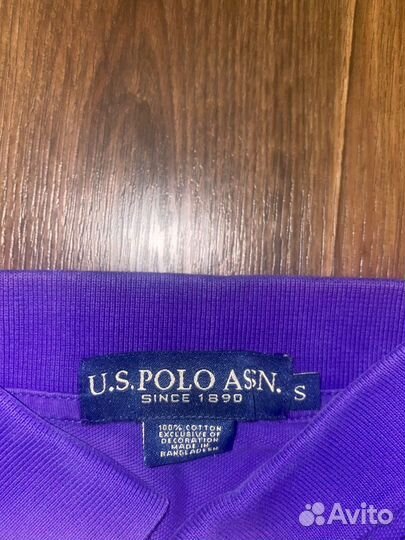 U.S. POLO ASSN. S
SINCE 1890
100% COTTON
EXCLUSIVE OF
DECORATION
MADE IN
BANGLADESH
Avito